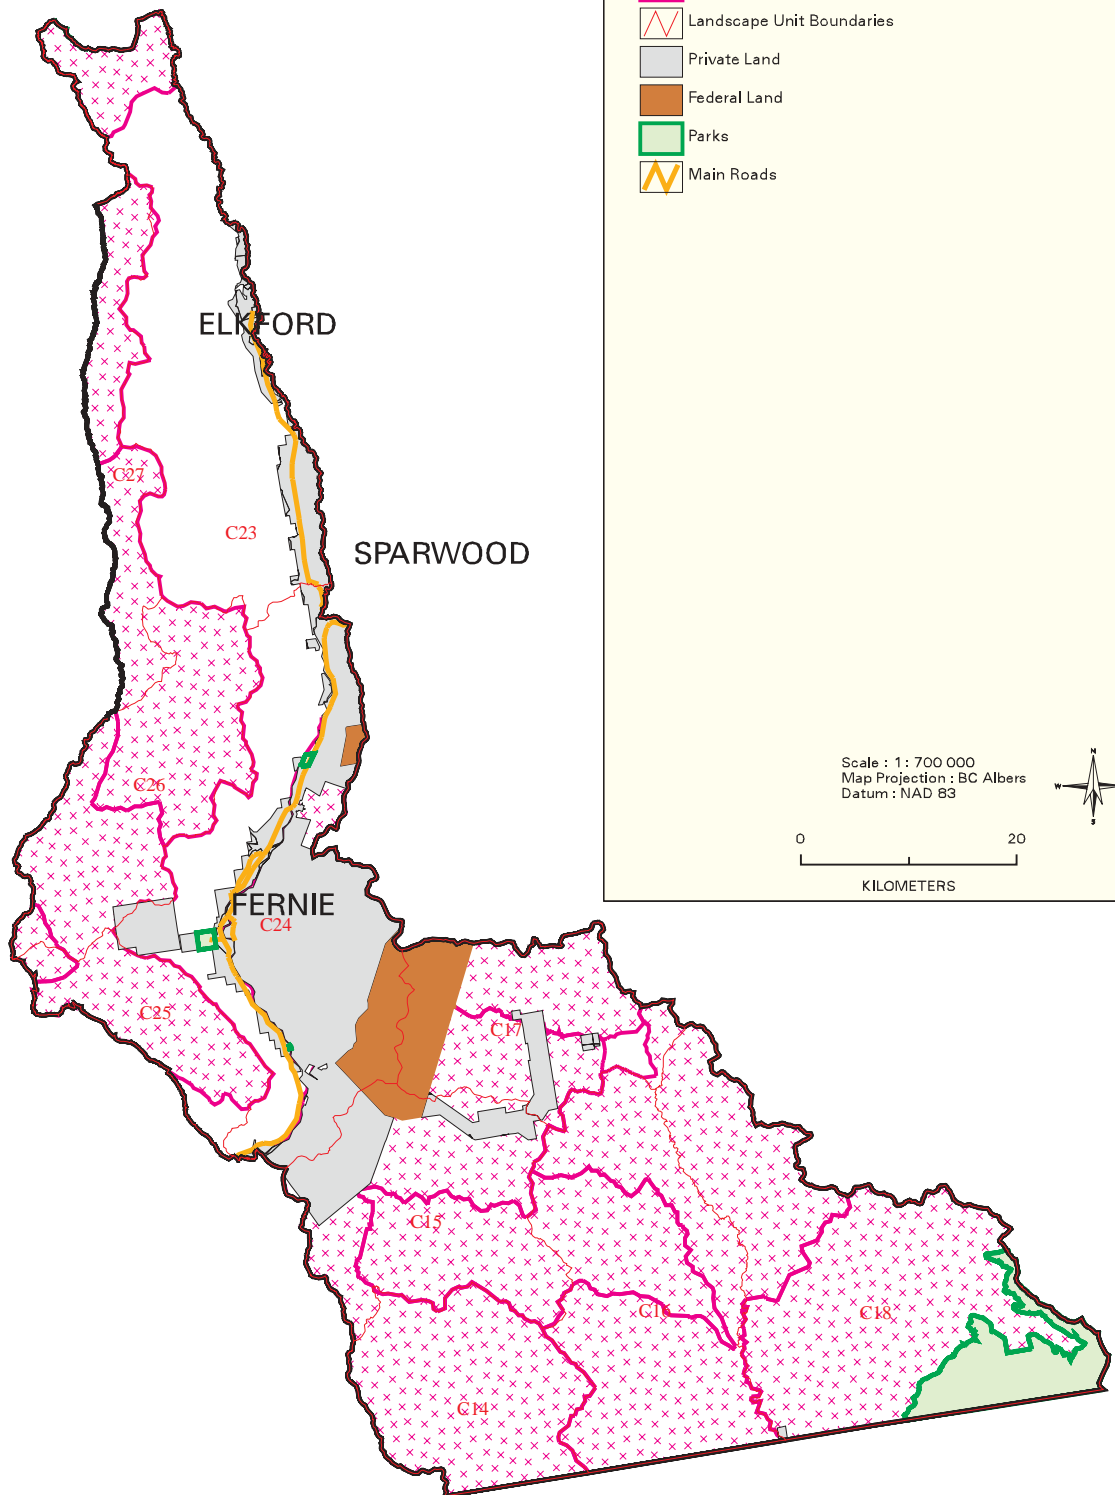 Landscape Unit Boundaries
Private Land
Federal Land
Parks
Main Roads
ELKFORD
C27
C23
SPARWOOD
Scale : 1 : 700 000
Map Projection : BC Albers
Datum : NAD 83
N
W
S
0 20
KILOMETERS
C26
FERNIE
C24
C25
C17
C15
C16
C18
C14